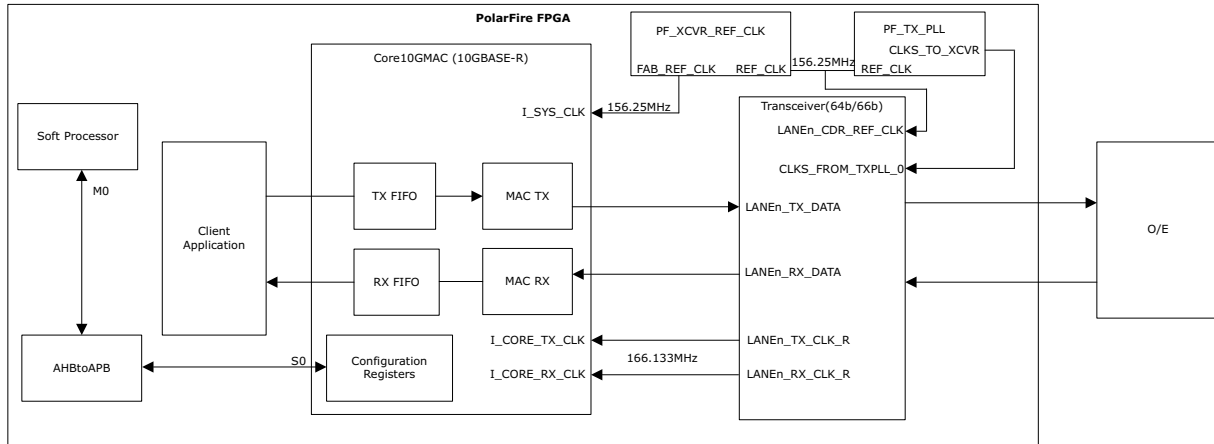 PolarFire FPGA
PF_XCVR_REF_CLK
FAB_REF_CLK
REF_CLK
156.25MHz
PF_TX_PLL
CLKS_TO_XCVR
REF_CLK
Core10GMAC (10GBASE-R)
I_SYS_CLK
156.25MHz
Transceiver(64b/66b)
LANEn_CDR_REF_CLK
CLKS_FROM_TXPLL_0
Soft Processor
M0
Client
Application
TX FIFO
MAC TX
LANEn_TX_DATA
O/E
RX FIFO
MAC RX
LANEn_RX_DATA
I_CORE_TX_CLK
LANEn_TX_CLK_R
AHBtoAPB
S0
Configuration
Registers
166.133MHz
I_CORE_RX_CLK
LANEn_RX_CLK_R